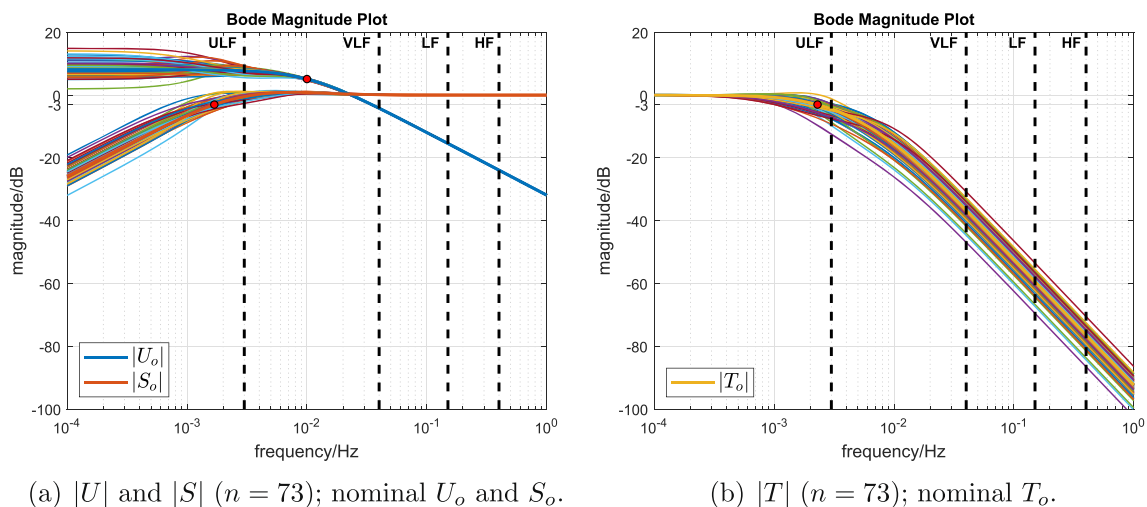 Bode Magnitude Plot
ULF VLF LF HF
20
0
-3
-20
-40
-60
-80
-100
magnitude/dB
|U_o|
|S_o|
10^-4 10^-3 10^-2 10^-1 10^0
frequency/Hz
(a) |U| and |S| (n = 73); nominal U_o and S_o.
Bode Magnitude Plot
ULF VLF LF HF
20
0
-3
-20
-40
-60
-80
-100
magnitude/dB
|T_o|
10^-4 10^-3 10^-2 10^-1 10^0
frequency/Hz
(b) |T| (n = 73); nominal T_o.